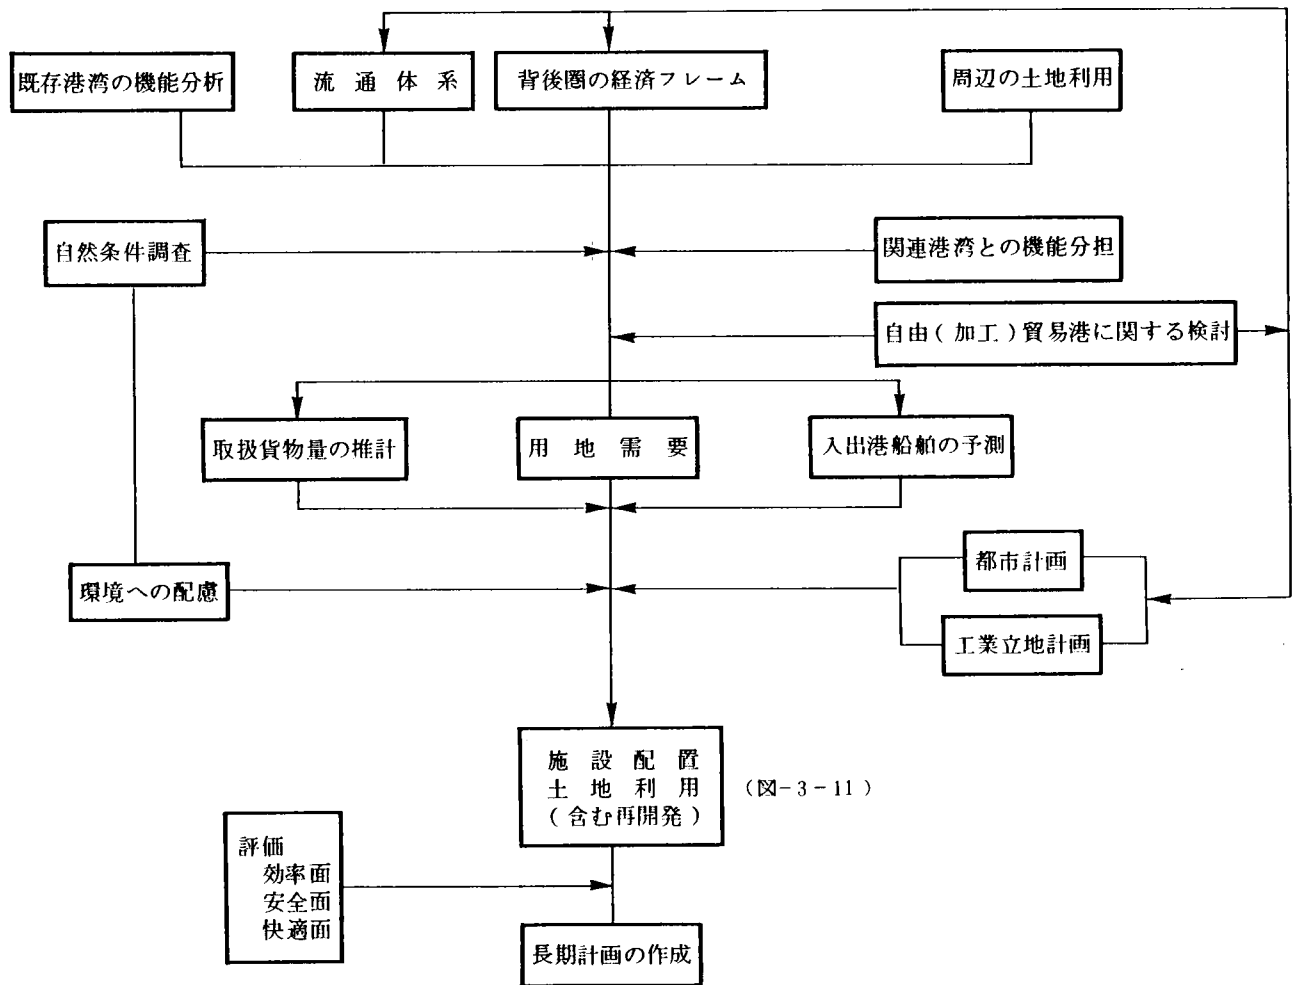 既存港湾の機能分析
流通体系
背後圏の経済フレーム
周辺の土地利用
自然条件調査
関連港湾との機能分担
自由(加工)貿易港に関する検討
取扱貨物量の推計
用地需要
入出港船舶の予測
都市計画
環境への配慮
工業立地計画
施設配置
土地利用
(含む再開発)
(図-3-11)
評価
効率面
安全面
快適面
長期計画の作成